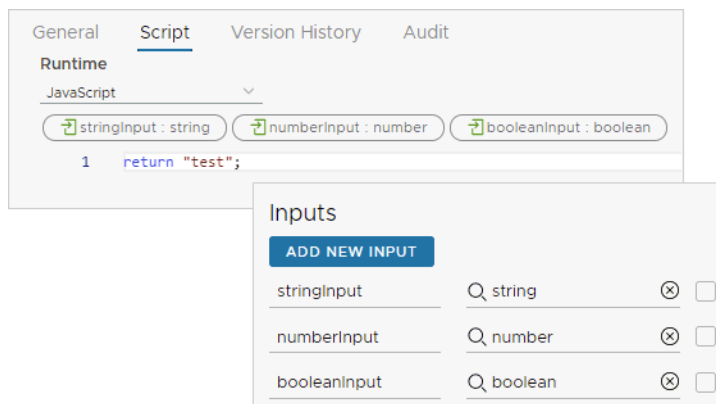 General Script Version History Audit
Runtime
JavaScript
stringInput : string numberInput : number booleanInput : boolean
1 return "test";
Inputs
ADD NEW INPUT
stringInput string
numberInput number
booleanInput boolean